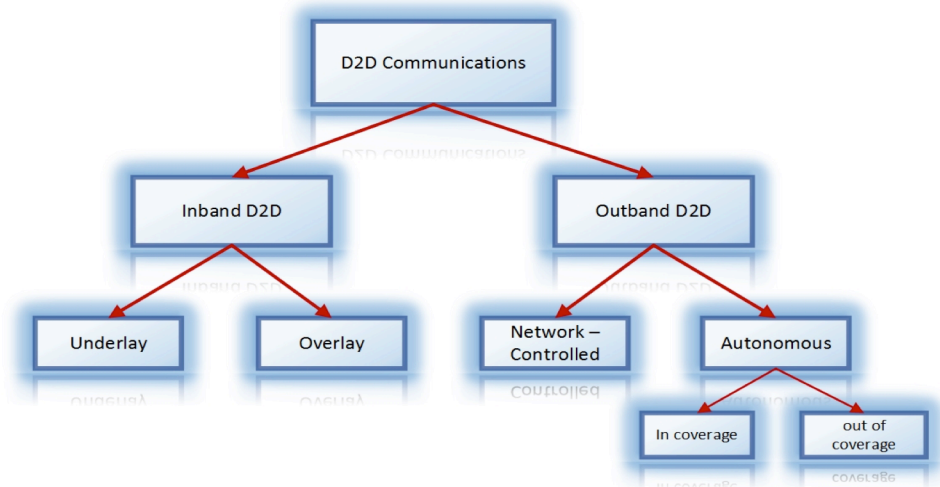 D2D Communications
Inband D2D
Outband D2D
Underlay
Overlay
Network –
Controlled
Autonomous
In coverage
out of
coverage